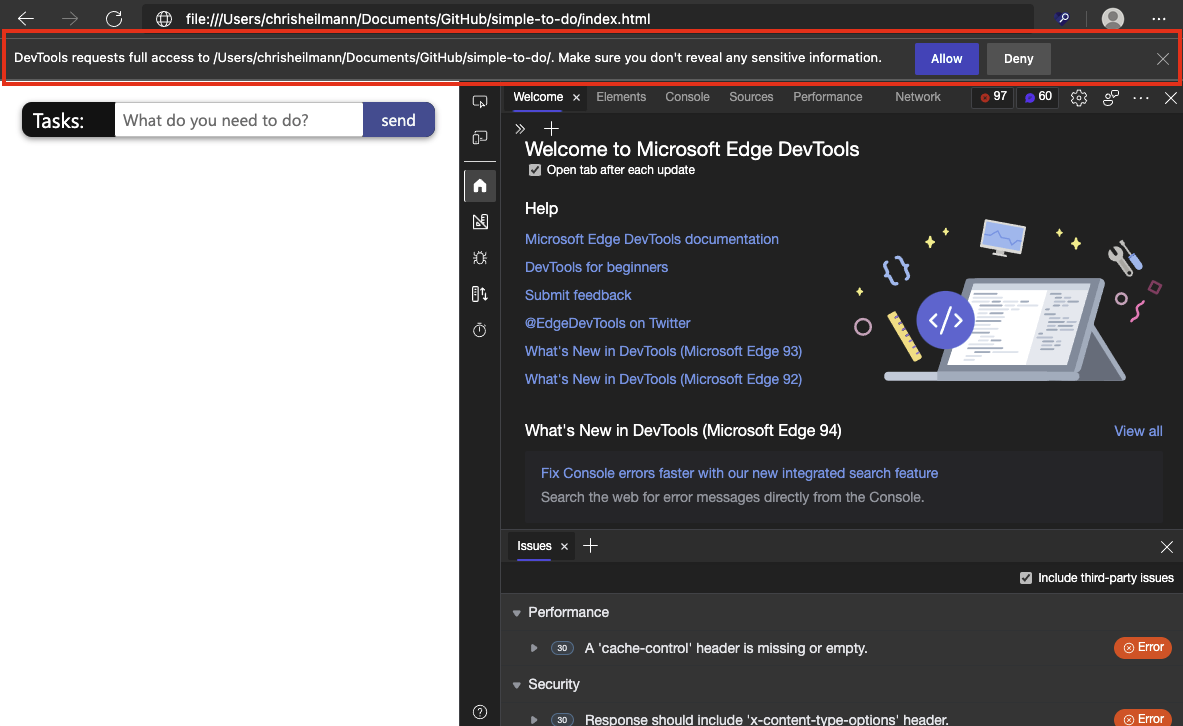 file:///Users/chrisheilmann/Documents/GitHub/simple-to-do/index.html
DevTools requests full access to /Users/chrisheilmann/Documents/GitHub/simple-to-do/. Make sure you don't reveal any sensitive information. Allow Deny
Tasks: What do you need to do? send
Welcome Elements Console Sources Performance Network 97 60
Welcome to Microsoft Edge DevTools
Open tab after each update
Help
Microsoft Edge DevTools documentation
DevTools for beginners
Submit feedback
@EdgeDevTools on Twitter
What's New in DevTools (Microsoft Edge 93)
What's New in DevTools (Microsoft Edge 92)
What's New in DevTools (Microsoft Edge 94) View all
Fix Console errors faster with our new integrated search feature
Search the web for error messages directly from the Console.
Issues
Include third-party issues
Performance
30 A 'cache-control' header is missing or empty. Error
Security
30 Response should include 'x-content-type-options' header. Error